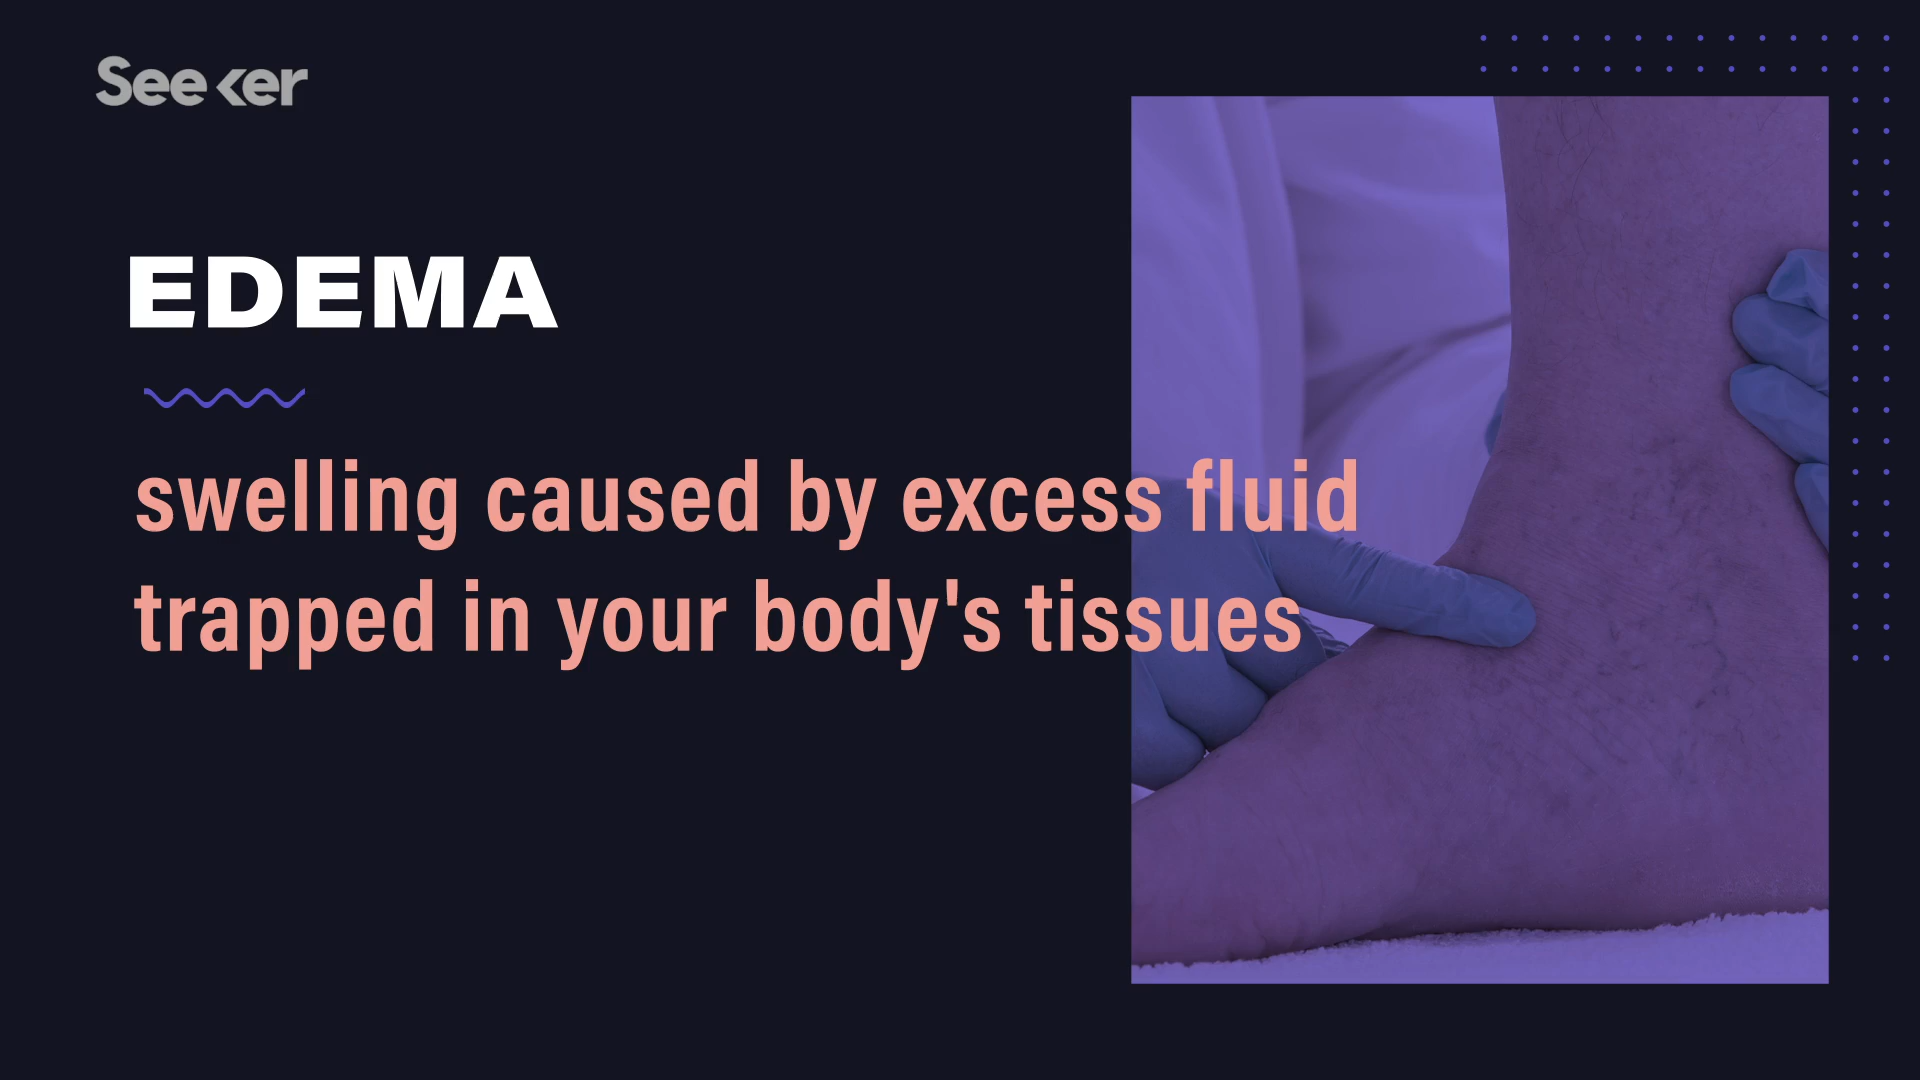 Seeker
EDEMA
swelling caused by excess fluid
trapped in your body's tissues